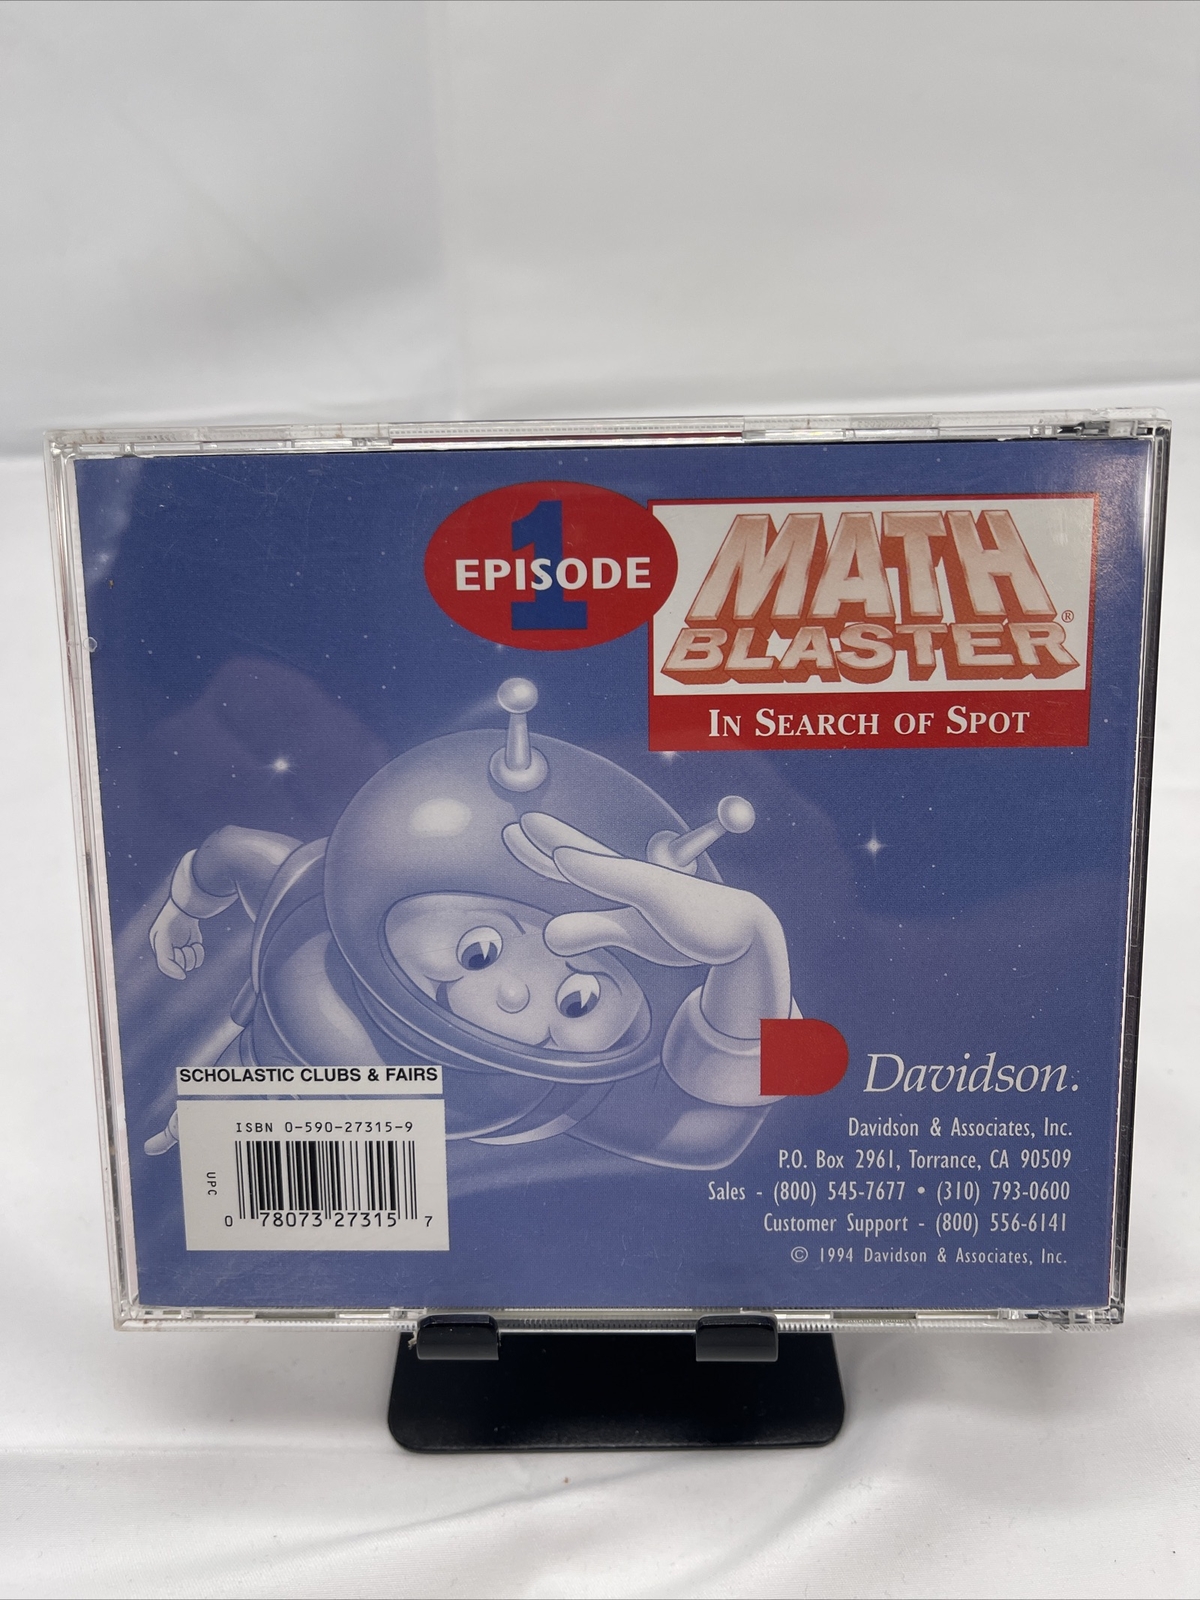 1
EPISODE
MATH
BLASTER®
IN SEARCH OF SPOT
SCHOLASTIC CLUBS & FAIRS
ISBN 0-590-27315-9
UPC
0 78073 27315 7
Davidson.
Davidson & Associates, Inc.
P.O. Box 2961, Torrance, CA 90509
Sales - (800) 545-7677 • (310) 793-0600
Customer Support - (800) 556-6141
© 1994 Davidson & Associates, Inc.